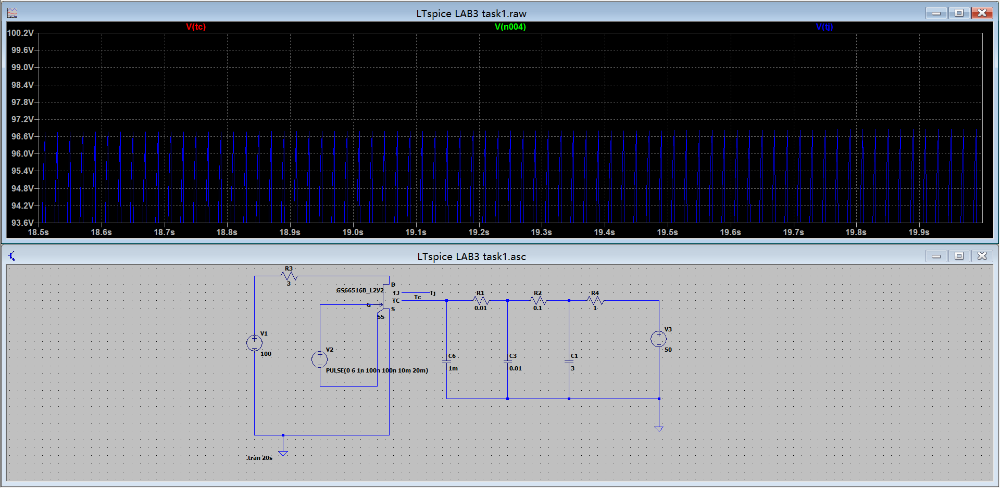 LTspice LAB3 task1.raw
V(tc) V(n004) V(tj)
100.2V
99.6V
99.0V
98.4V
97.8V
97.2V
96.6V
96.0V
95.4V
94.8V
94.2V
93.6V
18.5s 18.6s 18.7s 18.8s 18.9s 19.0s 19.1s 19.2s 19.3s 19.4s 19.5s 19.6s 19.7s 19.8s 19.9s
LTspice LAB3 task1.asc
R3
3
D
GS66516B_L2V2
TJ Tj
Tc
TC
G
S
SS
R1
0.01
R2
0.1
R4
1
V1
100
V2
PULSE(0 6 1n 100n 100n 10m 20m)
C6
1m
C3
0.01
C1
3
V3
50
.tran 20s